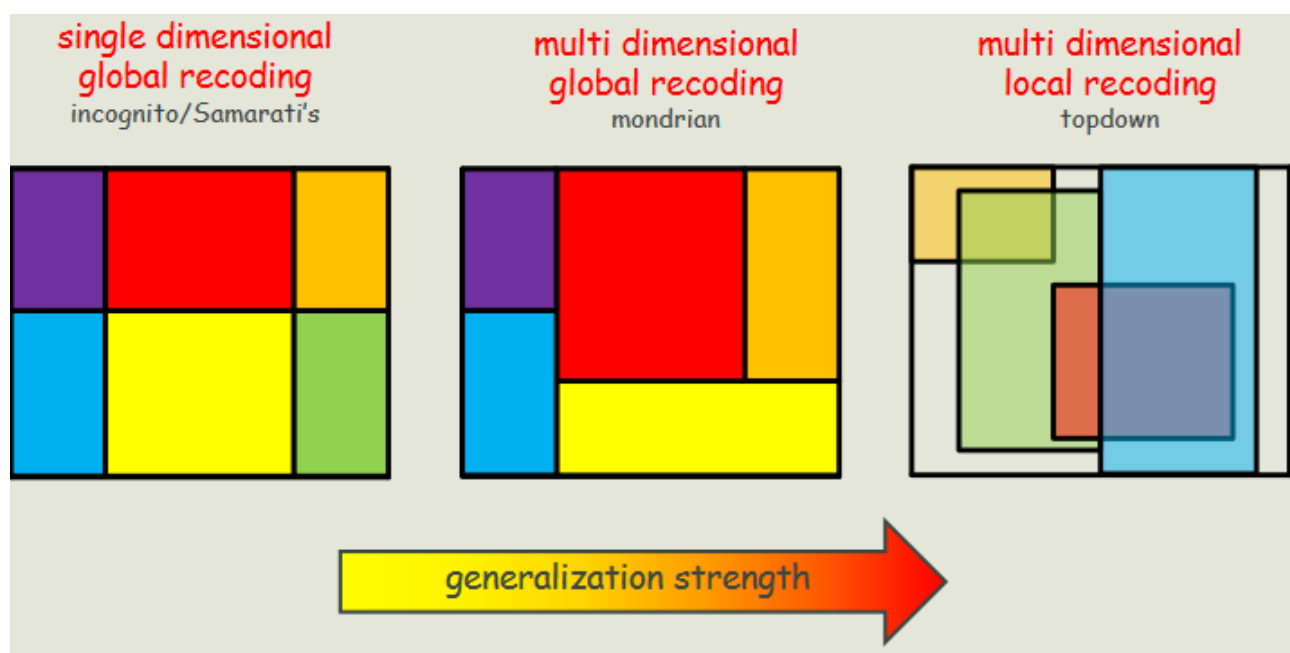 single dimensional
global recoding
incognito/Samarati's
multi dimensional
global recoding
mondrian
multi dimensional
local recoding
topdown
generalization strength